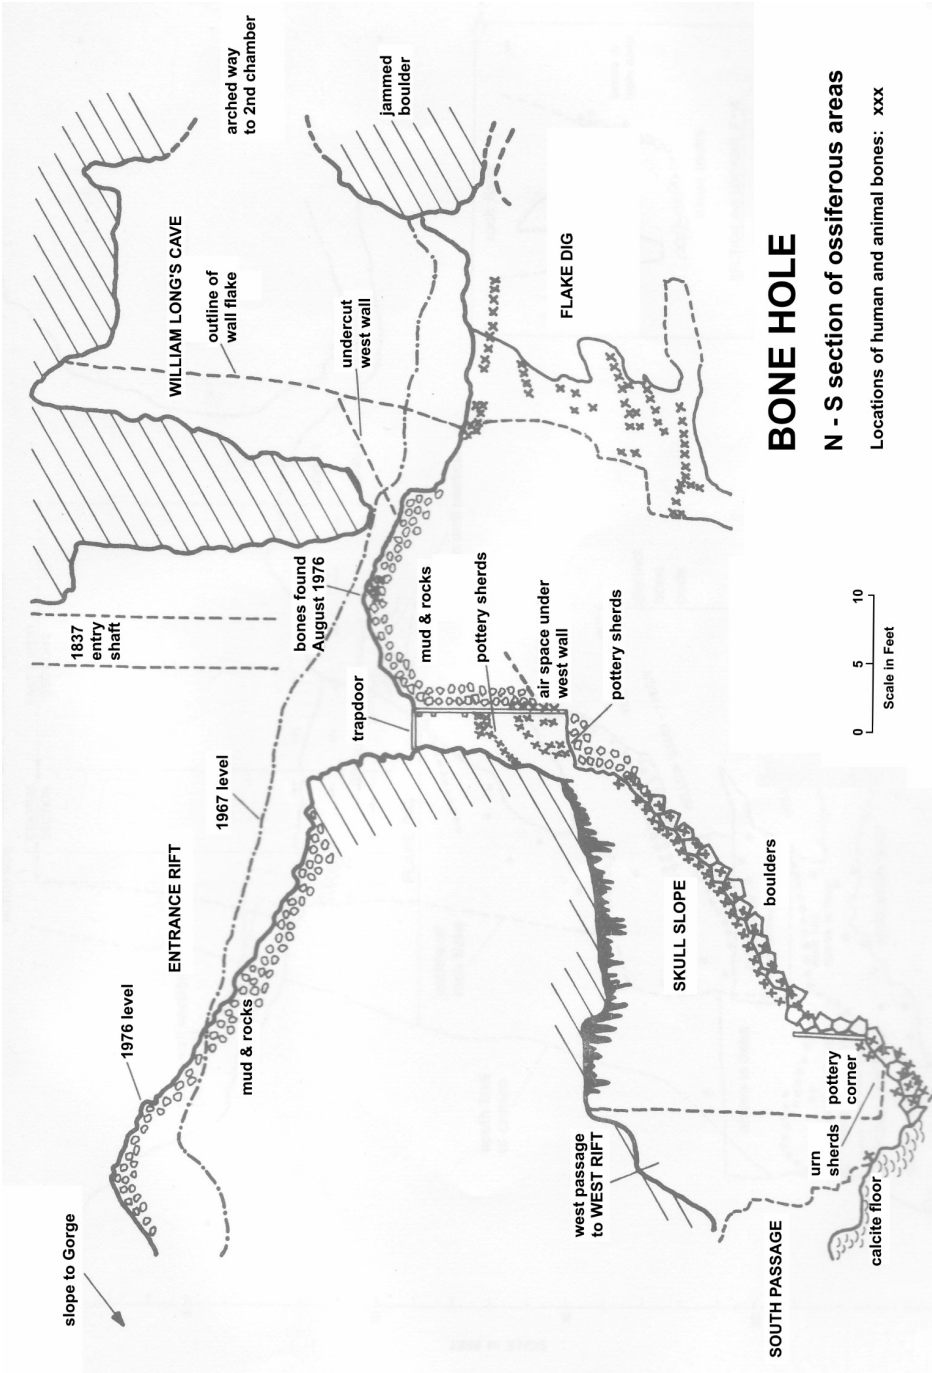 BONE HOLE
N - S section of ossiferous areas
Locations of human and animal bones: xxx
slope to Gorge
1976 level
ENTRANCE RIFT
1967 level
1837
entry
shaft
WILLIAM LONG'S CAVE
outline of
wall flake
arched way
to 2nd chamber
mud & rocks
trapdoor
bones found
August 1976
undercut
west wall
jammed
boulder
mud & rocks
pottery sherds
air space under
west wall
pottery sherds
FLAKE DIG
west passage
to WEST RIFT
SKULL SLOPE
boulders
SOUTH PASSAGE
urn
sherds
pottery
corner
calcite floor
0 5 10
Scale in Feet